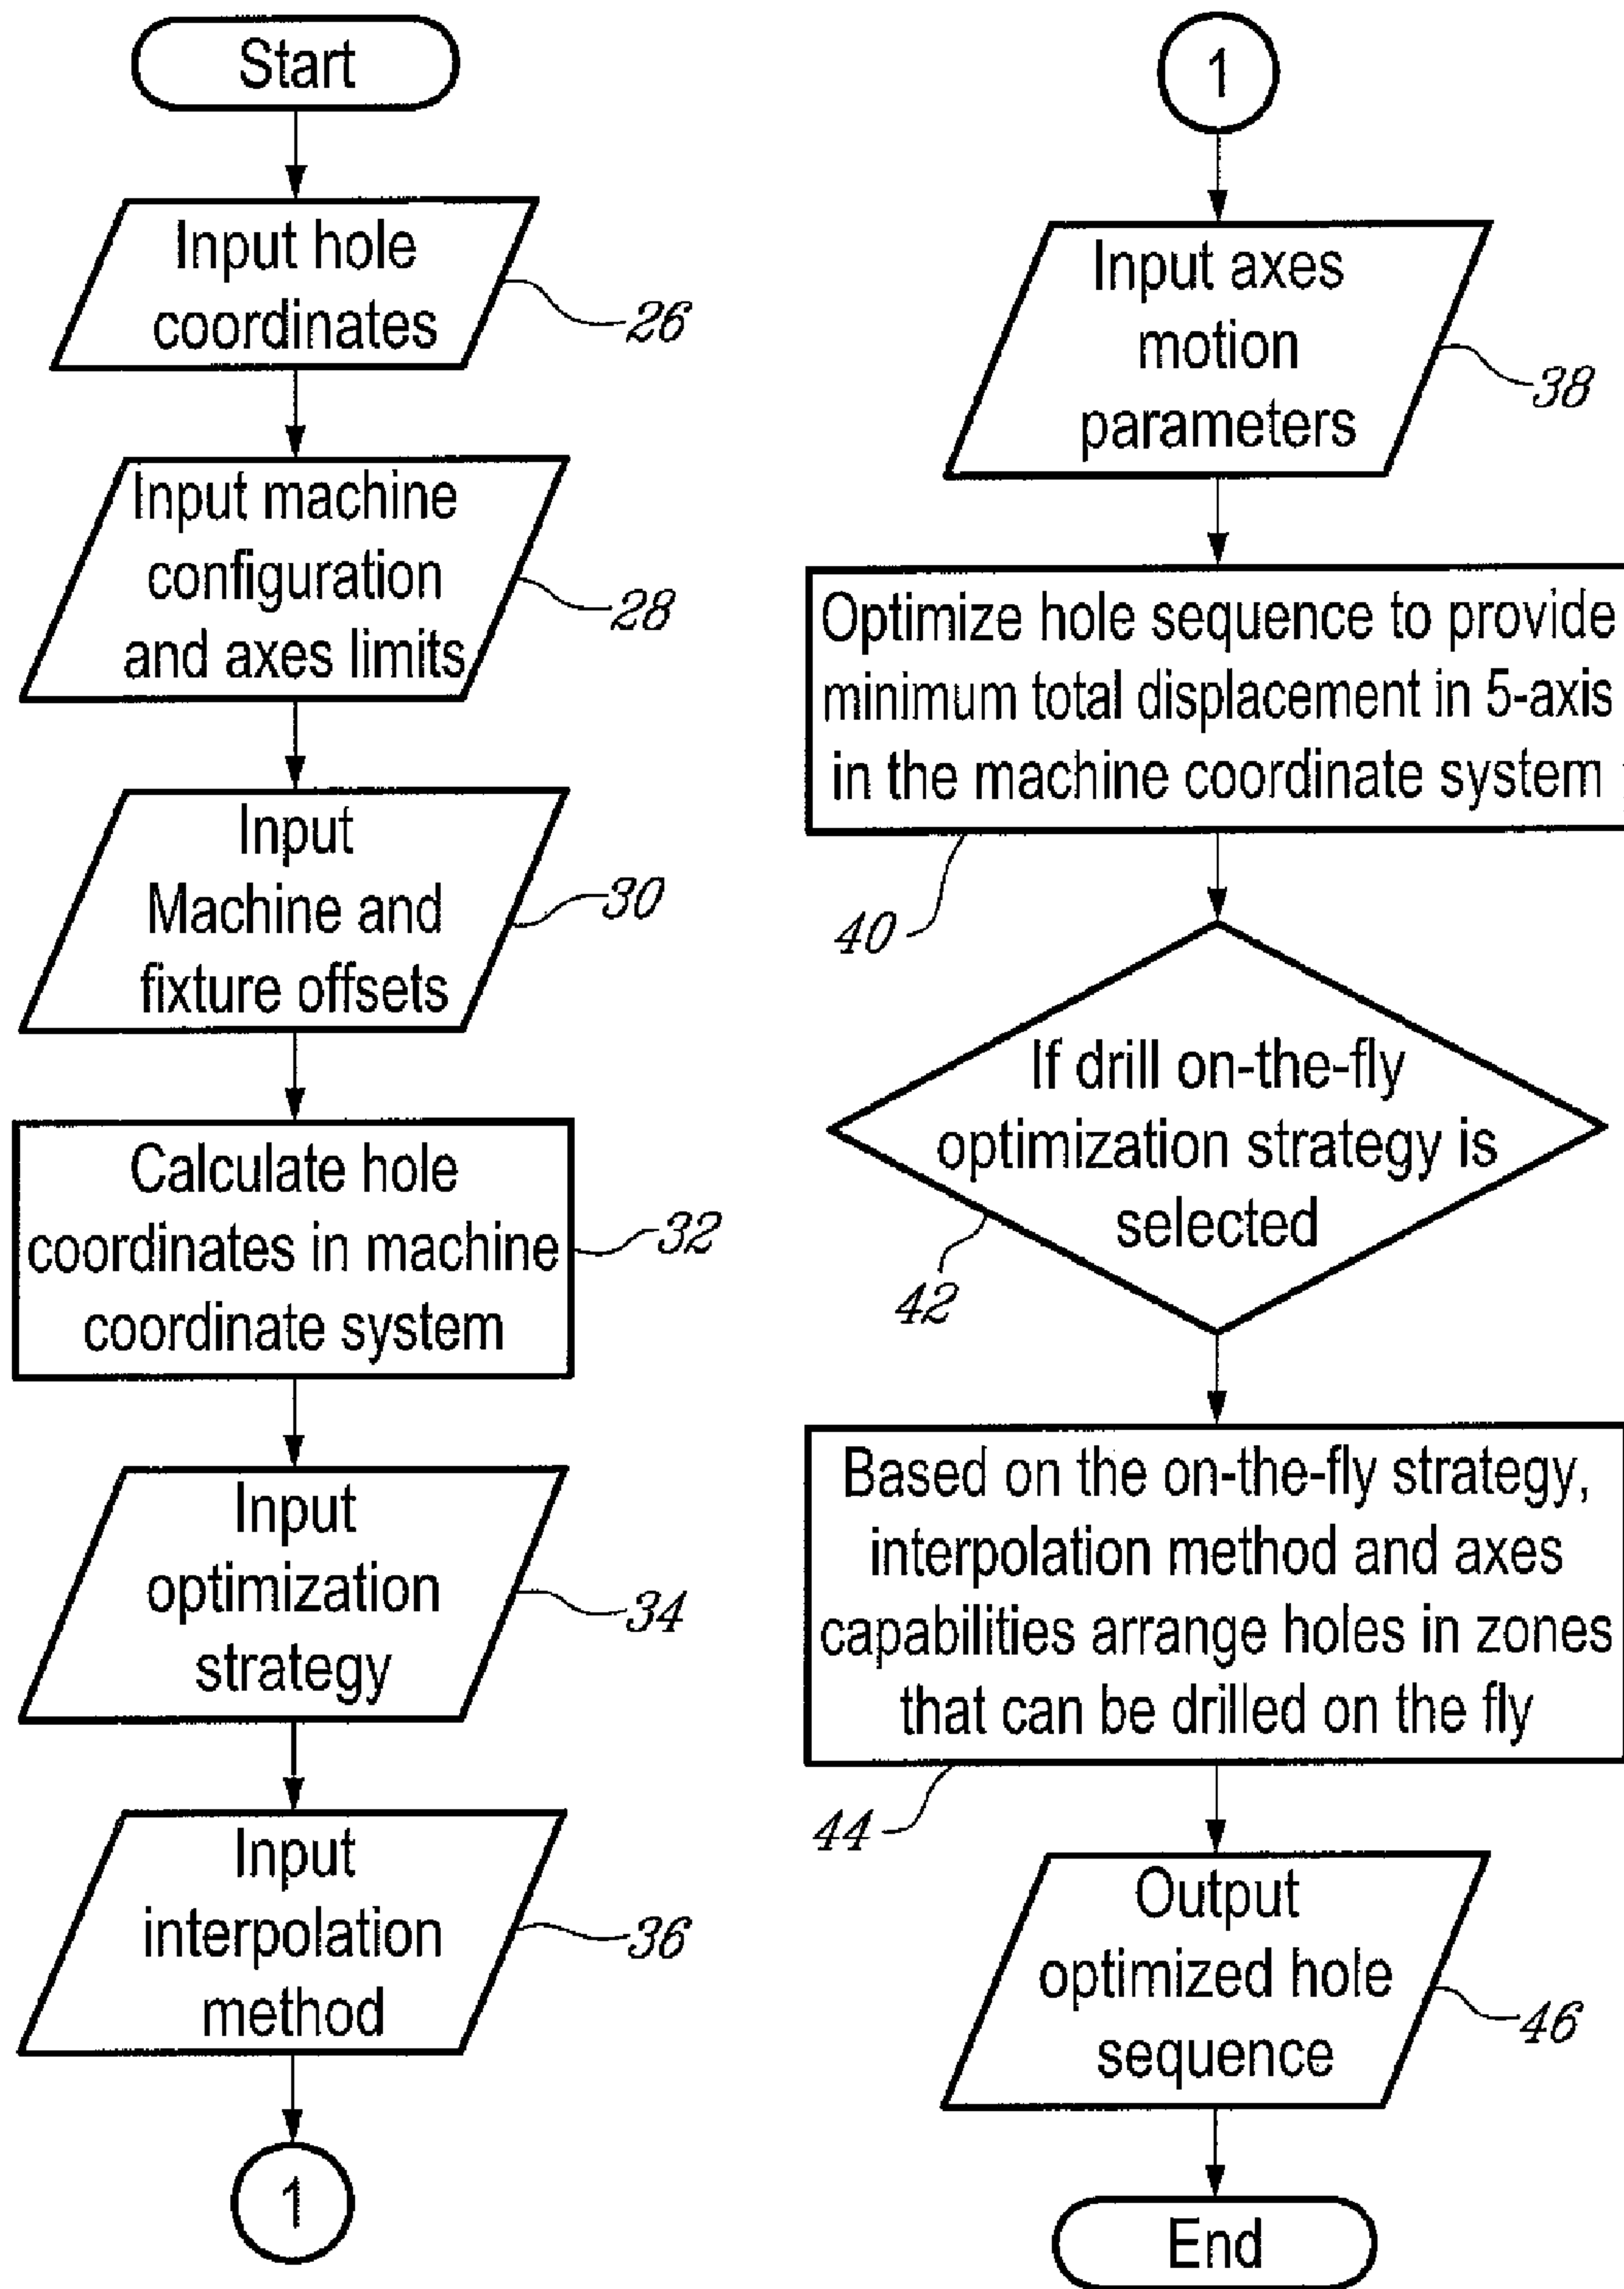 Start
Input hole
coordinates
26
Input machine
configuration
and axes limits
28
Input
Machine and
fixture offsets
30
Calculate hole
coordinates in machine
coordinate system
32
Input
optimization
strategy
34
Input
interpolation
method
36
1
1
Input axes
motion
parameters
38
Optimize hole sequence to provide
minimum total displacement in 5-axis
in the machine coordinate system
40
If drill on-the-fly
optimization strategy is
selected
42
Based on the on-the-fly strategy,
interpolation method and axes
capabilities arrange holes in zones
that can be drilled on the fly
44
Output
optimized hole
sequence
46
End